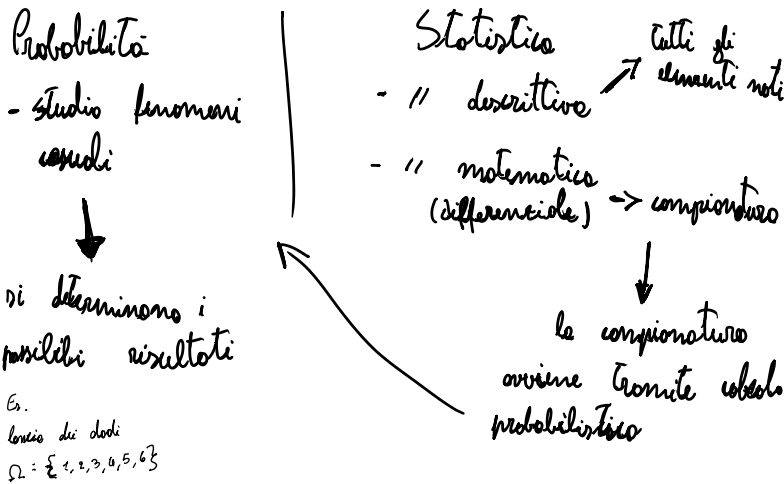 Probabilità
- studio fenomeni
casuali
si determinano i
possilibi risultati
Es.
lancio dei dadi
Ω = { 1, 2, 3, 4, 5, 6 }
Statistica
- " descrittiva
tutti gli
elementi noti
- " matematica
(differenziale) -> campionatura
la campionatura
avviene tramite calcolo
probabilistico